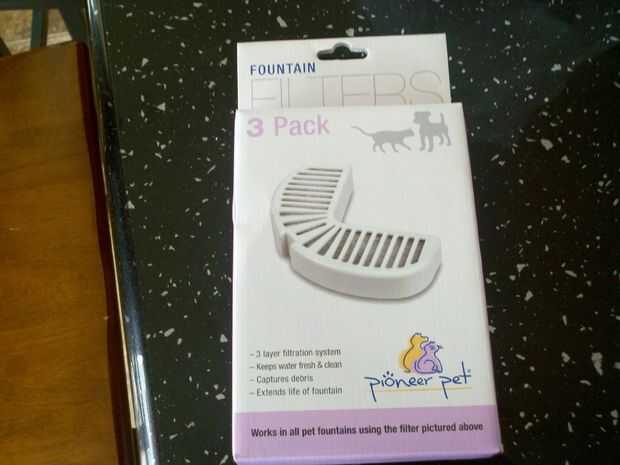 FOUNTAIN
FILTERS
3 Pack
– 3 layer filtration system
– Keeps water fresh & clean
– Captures debris
– Extends life of fountain
pioneer pet
Works in all pet fountains using the filter pictured above